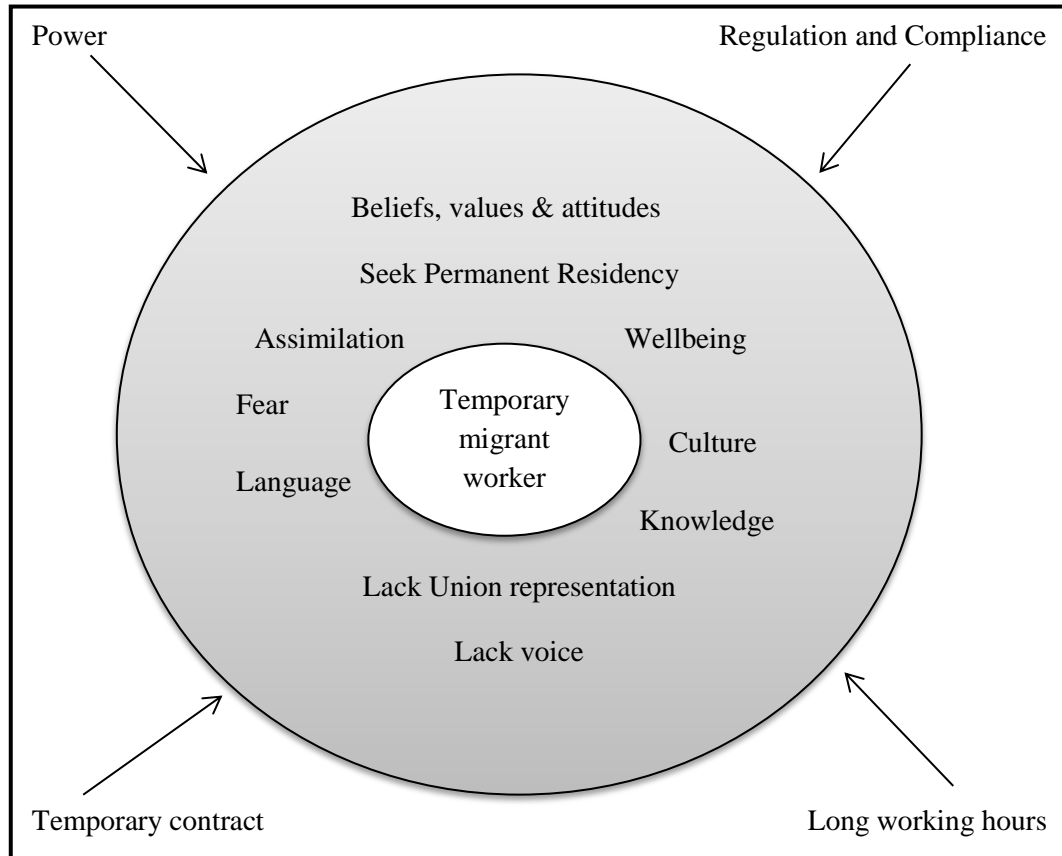 Power
Regulation and Compliance
Beliefs, values & attitudes
Seek Permanent Residency
Assimilation
Wellbeing
Fear
Temporary
migrant
worker
Culture
Language
Knowledge
Lack Union representation
Lack voice
Temporary contract
Long working hours